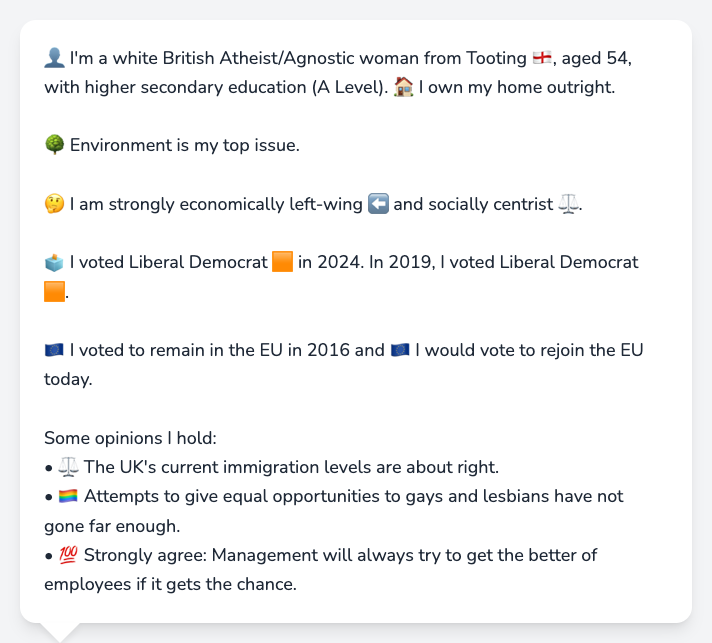 👤 I'm a white British Atheist/Agnostic woman from Tooting 🏴󠁧󠁢󠁥󠁮󠁧󠁿, aged 54,
with higher secondary education (A Level). 🏠 I own my home outright.
🌳 Environment is my top issue.
🤔 I am strongly economically left-wing ⬅️ and socially centrist ⚖️.
🗳️ I voted Liberal Democrat 🟧 in 2024. In 2019, I voted Liberal Democrat
🟧.
🇪🇺 I voted to remain in the EU in 2016 and 🇪🇺 I would vote to rejoin the EU
today.
Some opinions I hold:
• ⚖️ The UK's current immigration levels are about right.
• 🏳️‍🌈 Attempts to give equal opportunities to gays and lesbians have not
gone far enough.
• 💯 Strongly agree: Management will always try to get the better of
employees if it gets the chance.